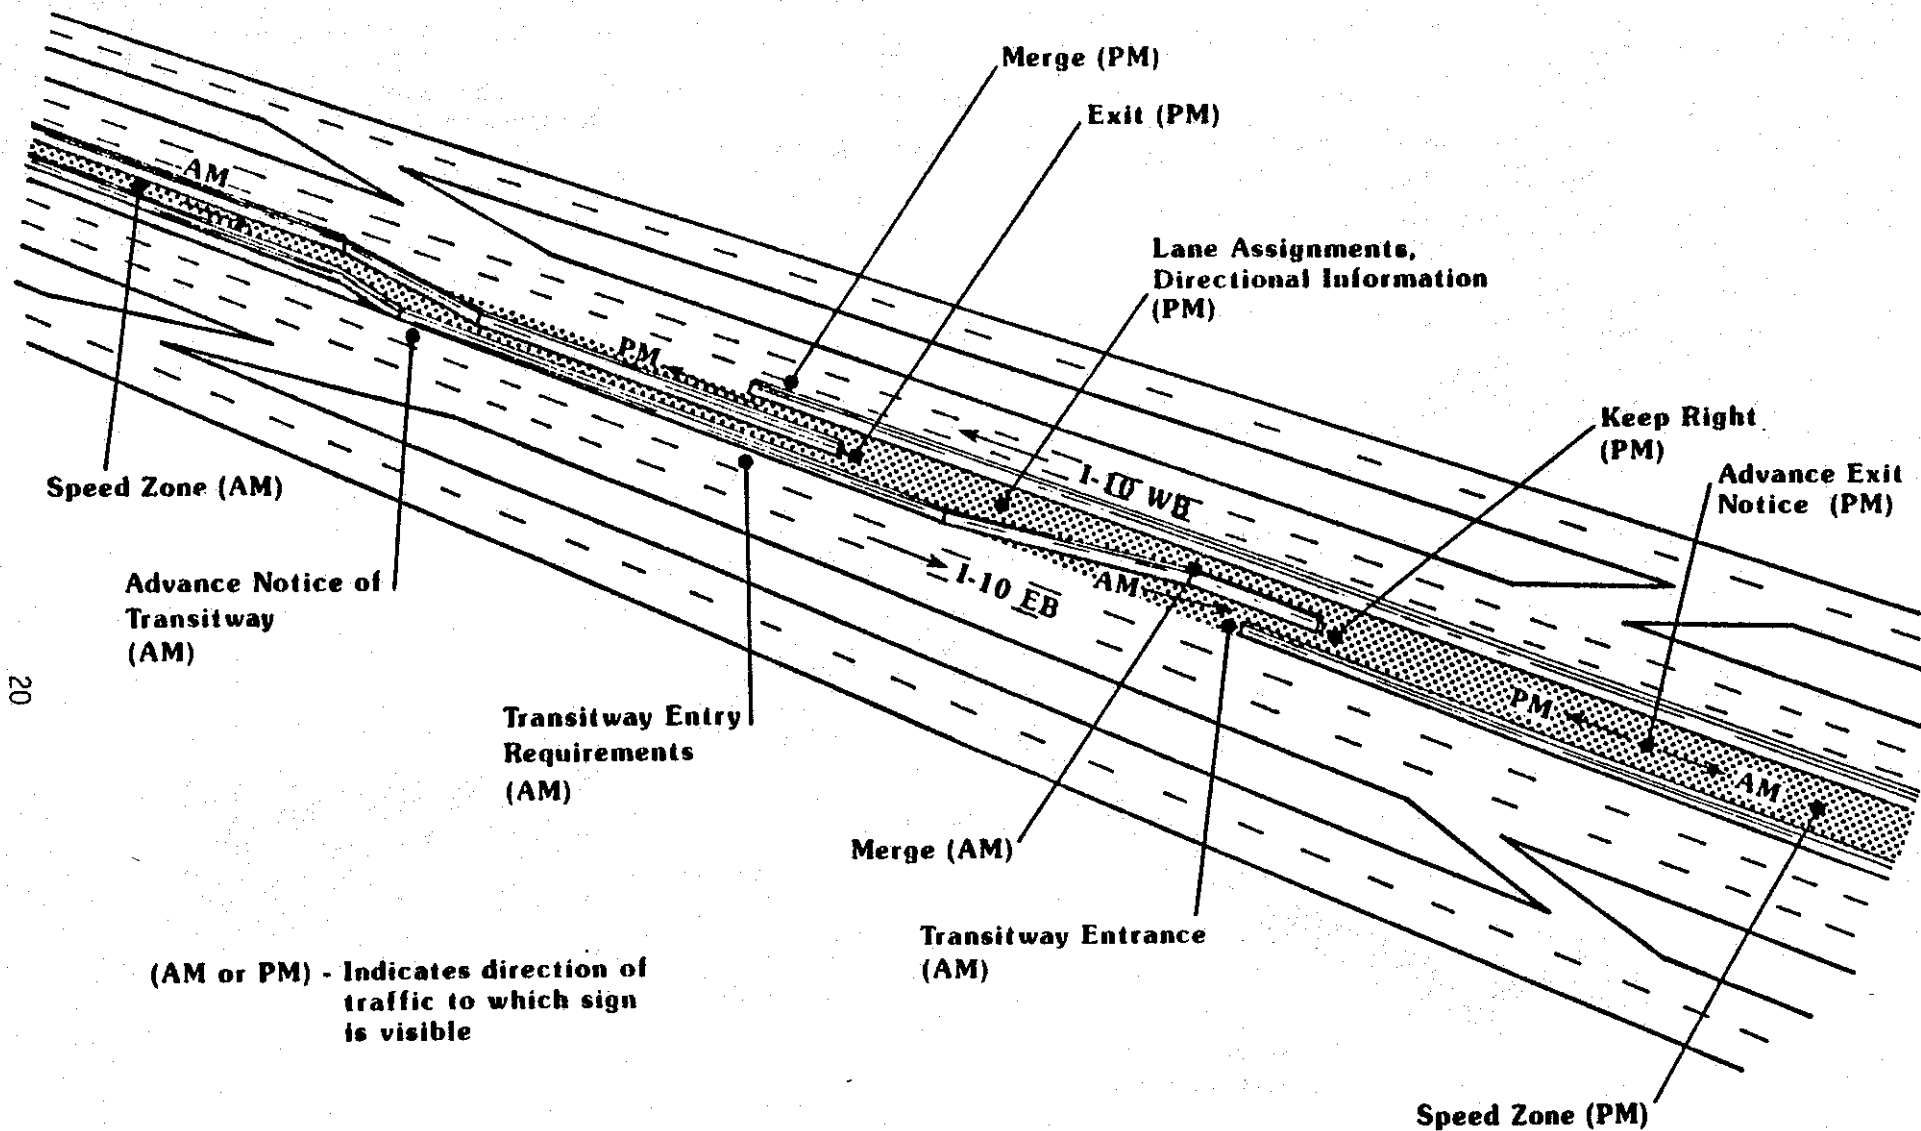 Merge (PM)
Exit (PM)
AM
Lane Assignments,
Directional Information
(PM)
PM
Keep Right
(PM)
I-10 WB
Advance Exit
Notice (PM)
Speed Zone (AM)
I-10 EB
AM
Advance Notice of
Transitway
(AM)
PM
AM
20
Transitway Entry
Requirements
(AM)
Merge (AM)
Transitway Entrance
(AM)
(AM or PM) - Indicates direction of
traffic to which sign
is visible
Speed Zone (PM)